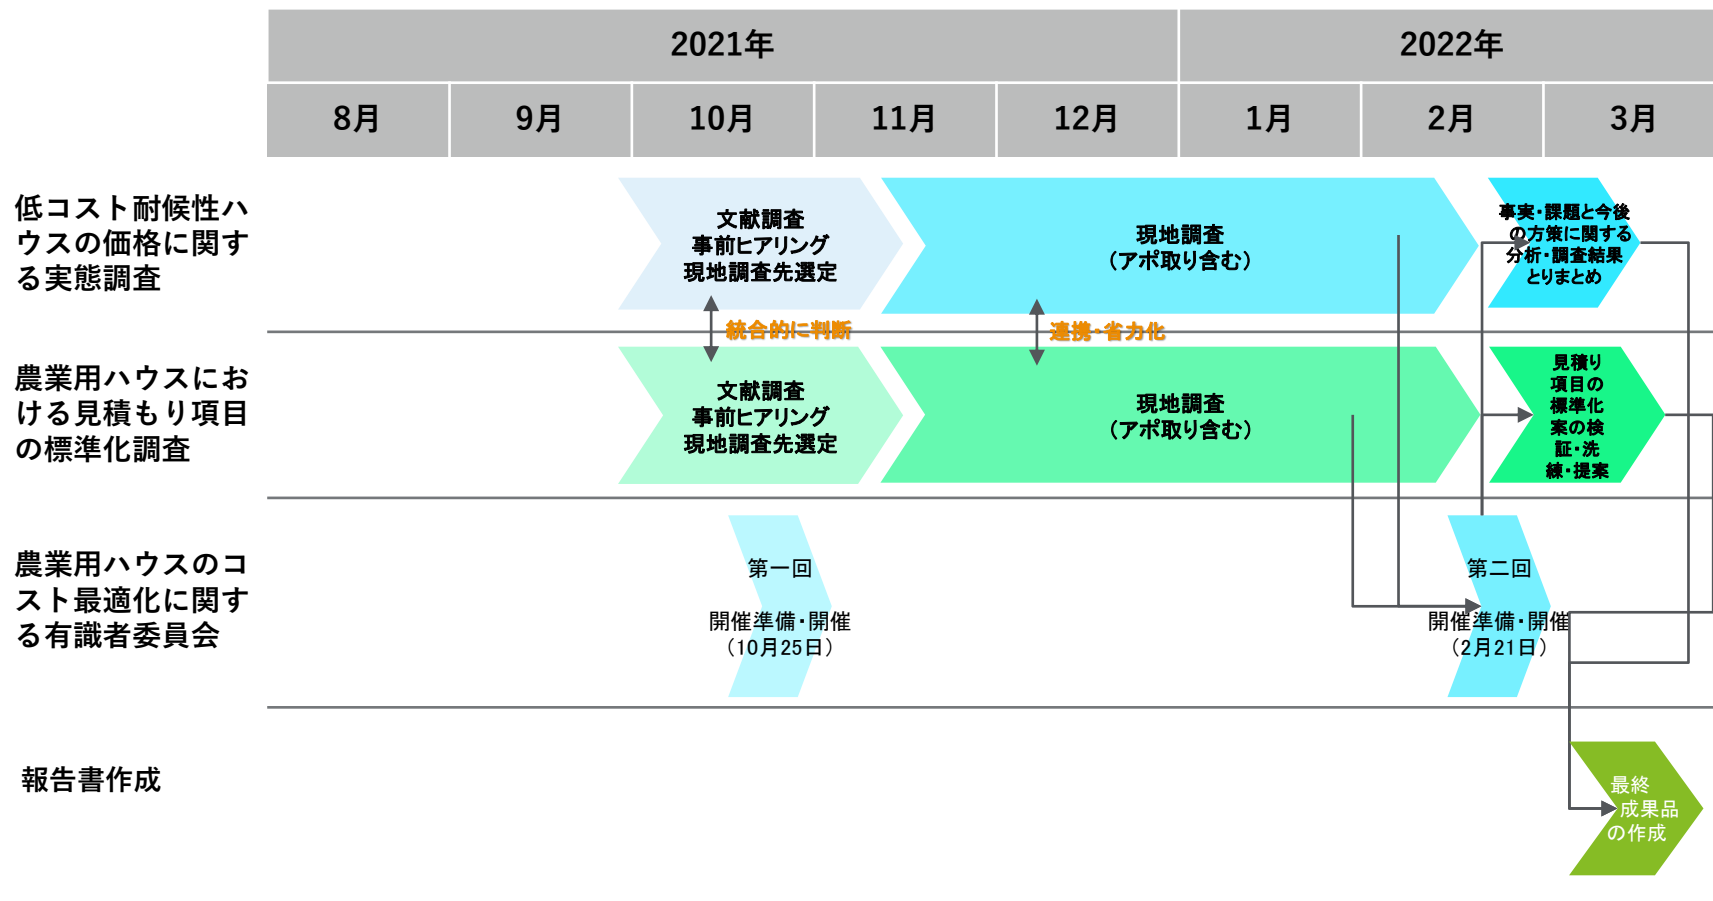 2021年
2022年
8月
9月
10月
11月
12月
1月
2月
3月
低コスト耐候性ハ
ウスの価格に関す
る実態調査
文献調査
事前ヒアリング
現地調査先選定
現地調査
（アポ取り含む）
事実・課題と今後
の方策に関する
分析・調査結果
とりまとめ
統合的に判断
連携・省力化
農業用ハウスにお
ける見積もり項目
の標準化調査
文献調査
事前ヒアリング
現地調査先選定
現地調査
（アポ取り含む）
見積り
項目の
標準化
案の検
証・洗
練・提案
農業用ハウスのコ
スト最適化に関す
る有識者委員会
第一回
開催準備・開催
（10月25日）
第二回
開催準備・開催
（2月21日）
報告書作成
最終
成果品
の作成